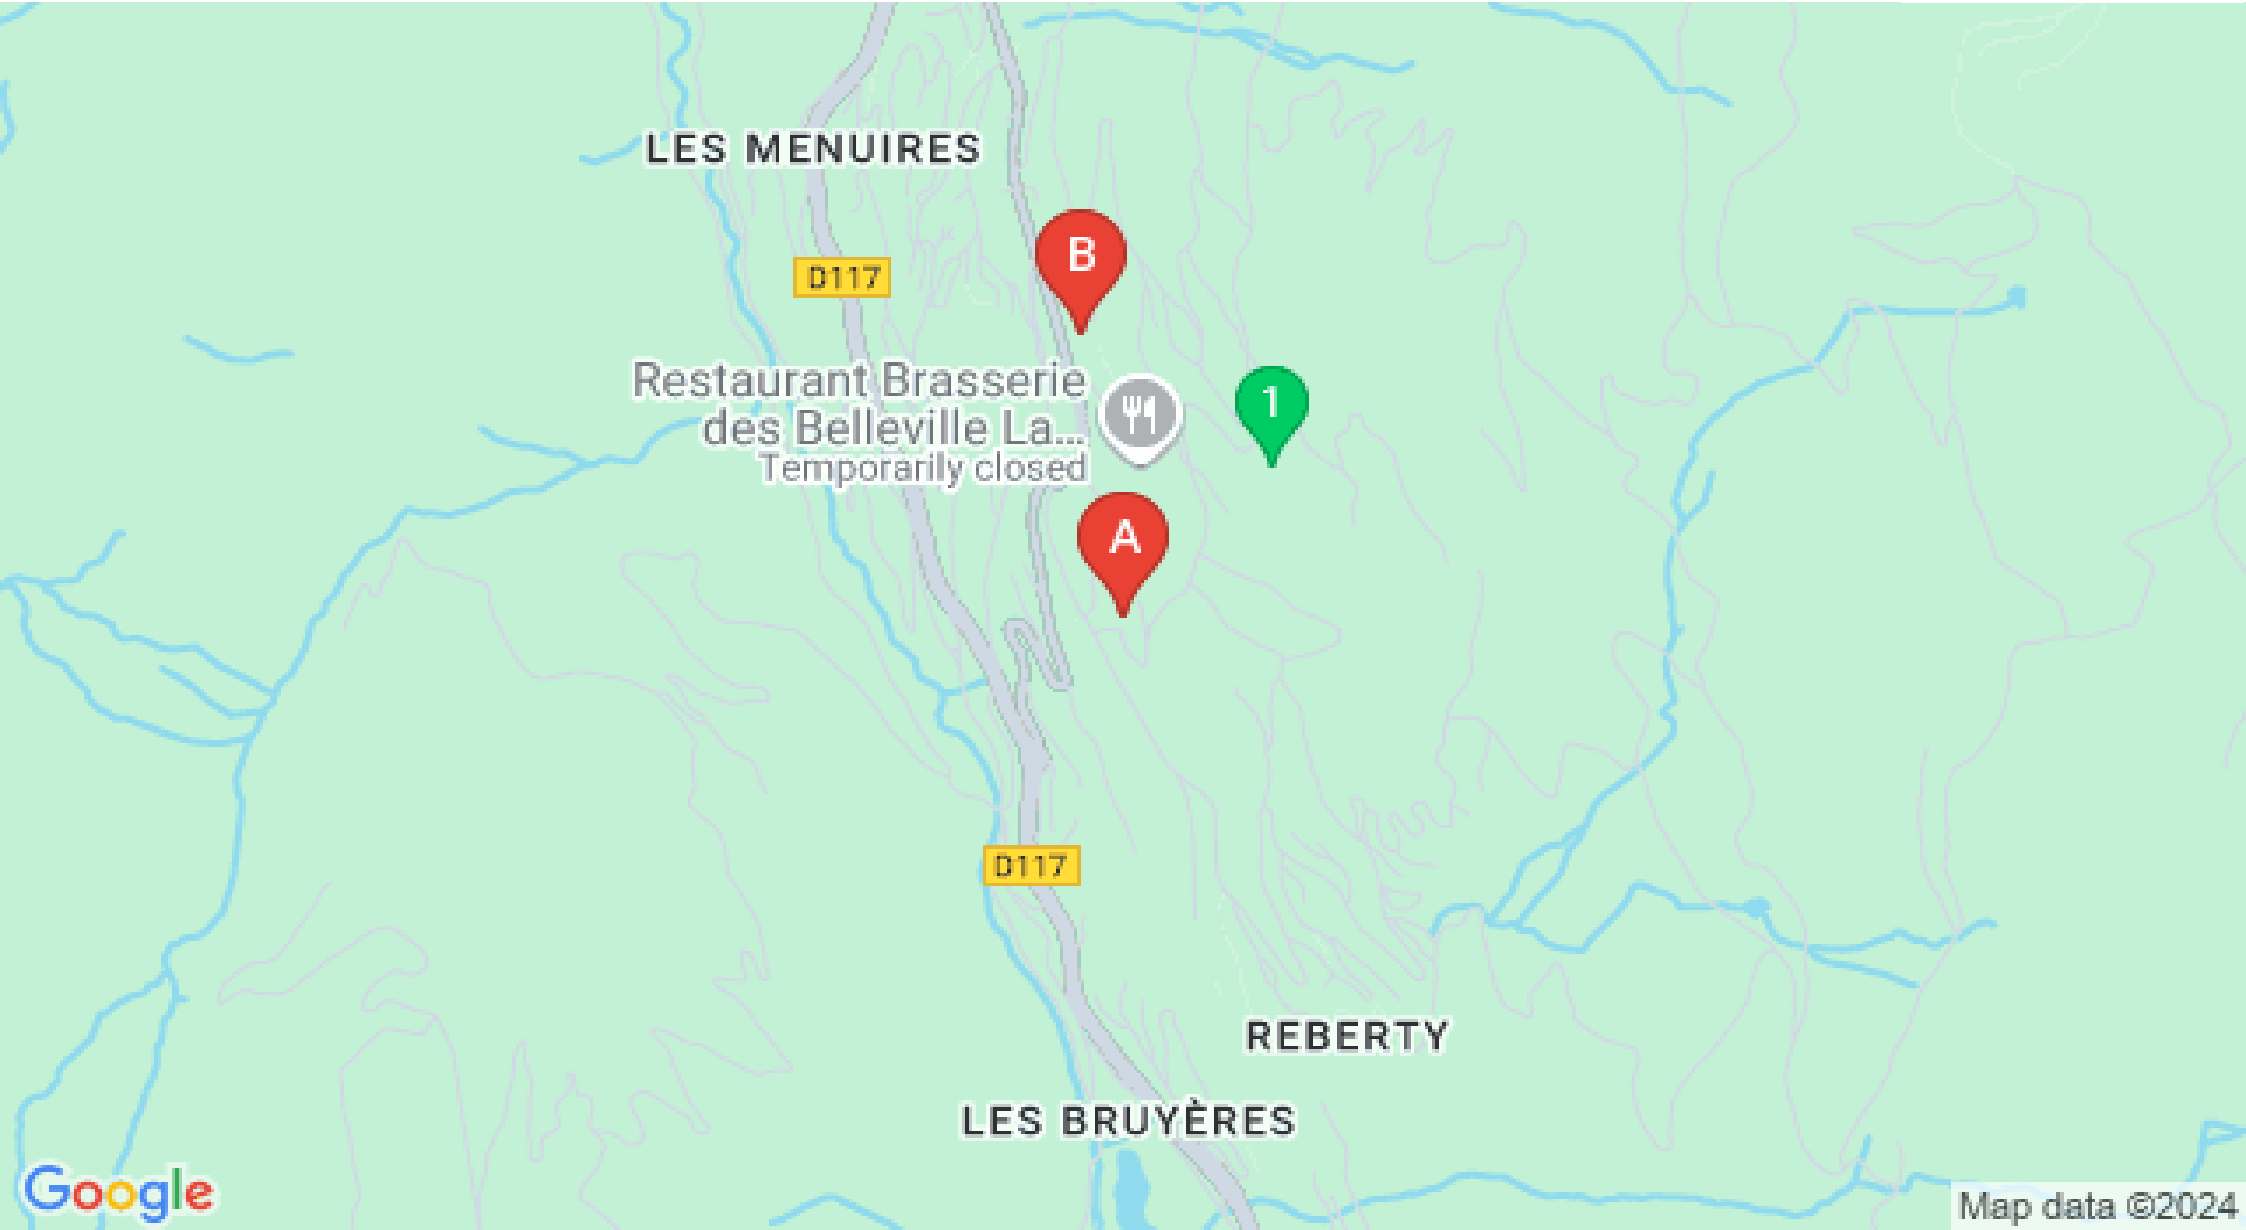 LES MENUIRES
B
D117
Restaurant Brasserie
des Belleville La...
Temporarily closed
1
A
D117
REBERTY
LES BRUYÈRES
Google
Map data ©2024